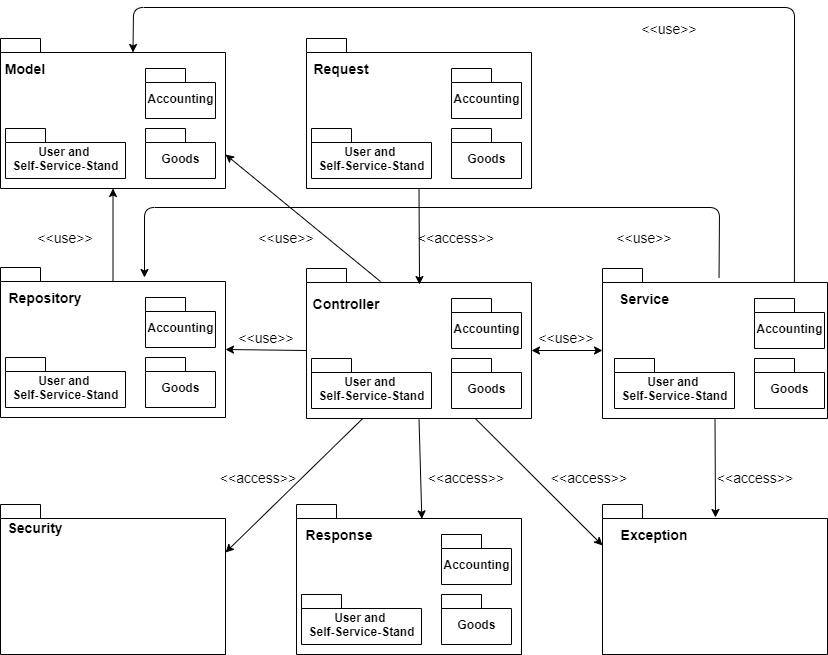 <<use>>
Model
Request
Accounting
Accounting
User and
Self-Service-Stand
Goods
User and
Self-Service-Stand
Goods
<<use>>
<<use>>
<<access>>
<<use>>
Repository
Controller
Service
Accounting
Accounting
Accounting
<<use>>
<<use>>
User and
Self-Service-Stand
Goods
User and
Self-Service-Stand
Goods
User and
Self-Service-Stand
Goods
<<access>>
<<access>>
<<access>>
<<access>>
Security
Response
Exception
Accounting
User and
Self-Service-Stand
Goods